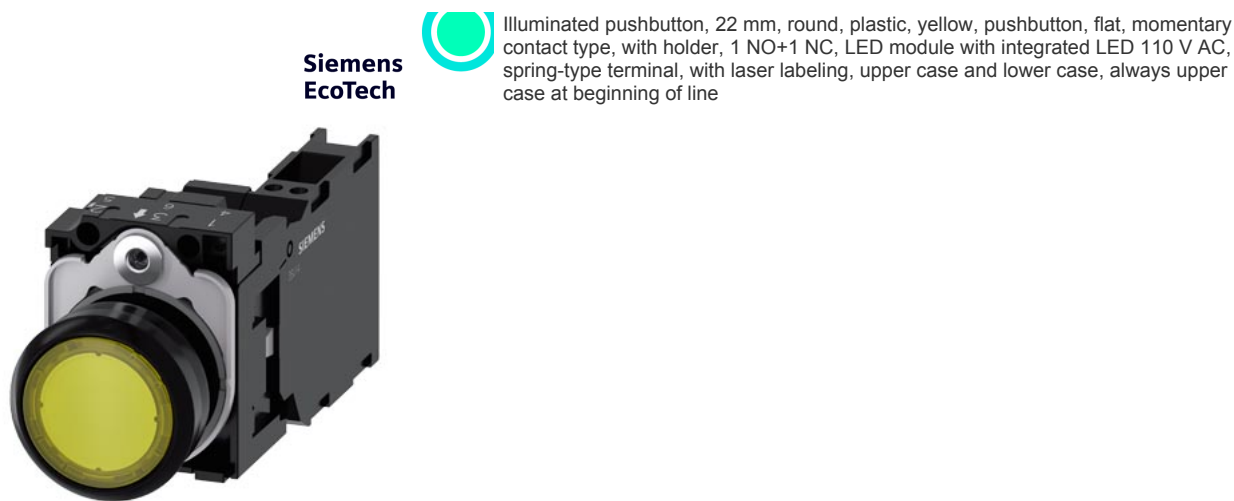 Siemens
EcoTech
Illuminated pushbutton, 22 mm, round, plastic, yellow, pushbutton, flat, momentary
contact type, with holder, 1 NO+1 NC, LED module with integrated LED 110 V AC,
spring-type terminal, with laser labeling, upper case and lower case, always upper
case at beginning of line
SIEMENS